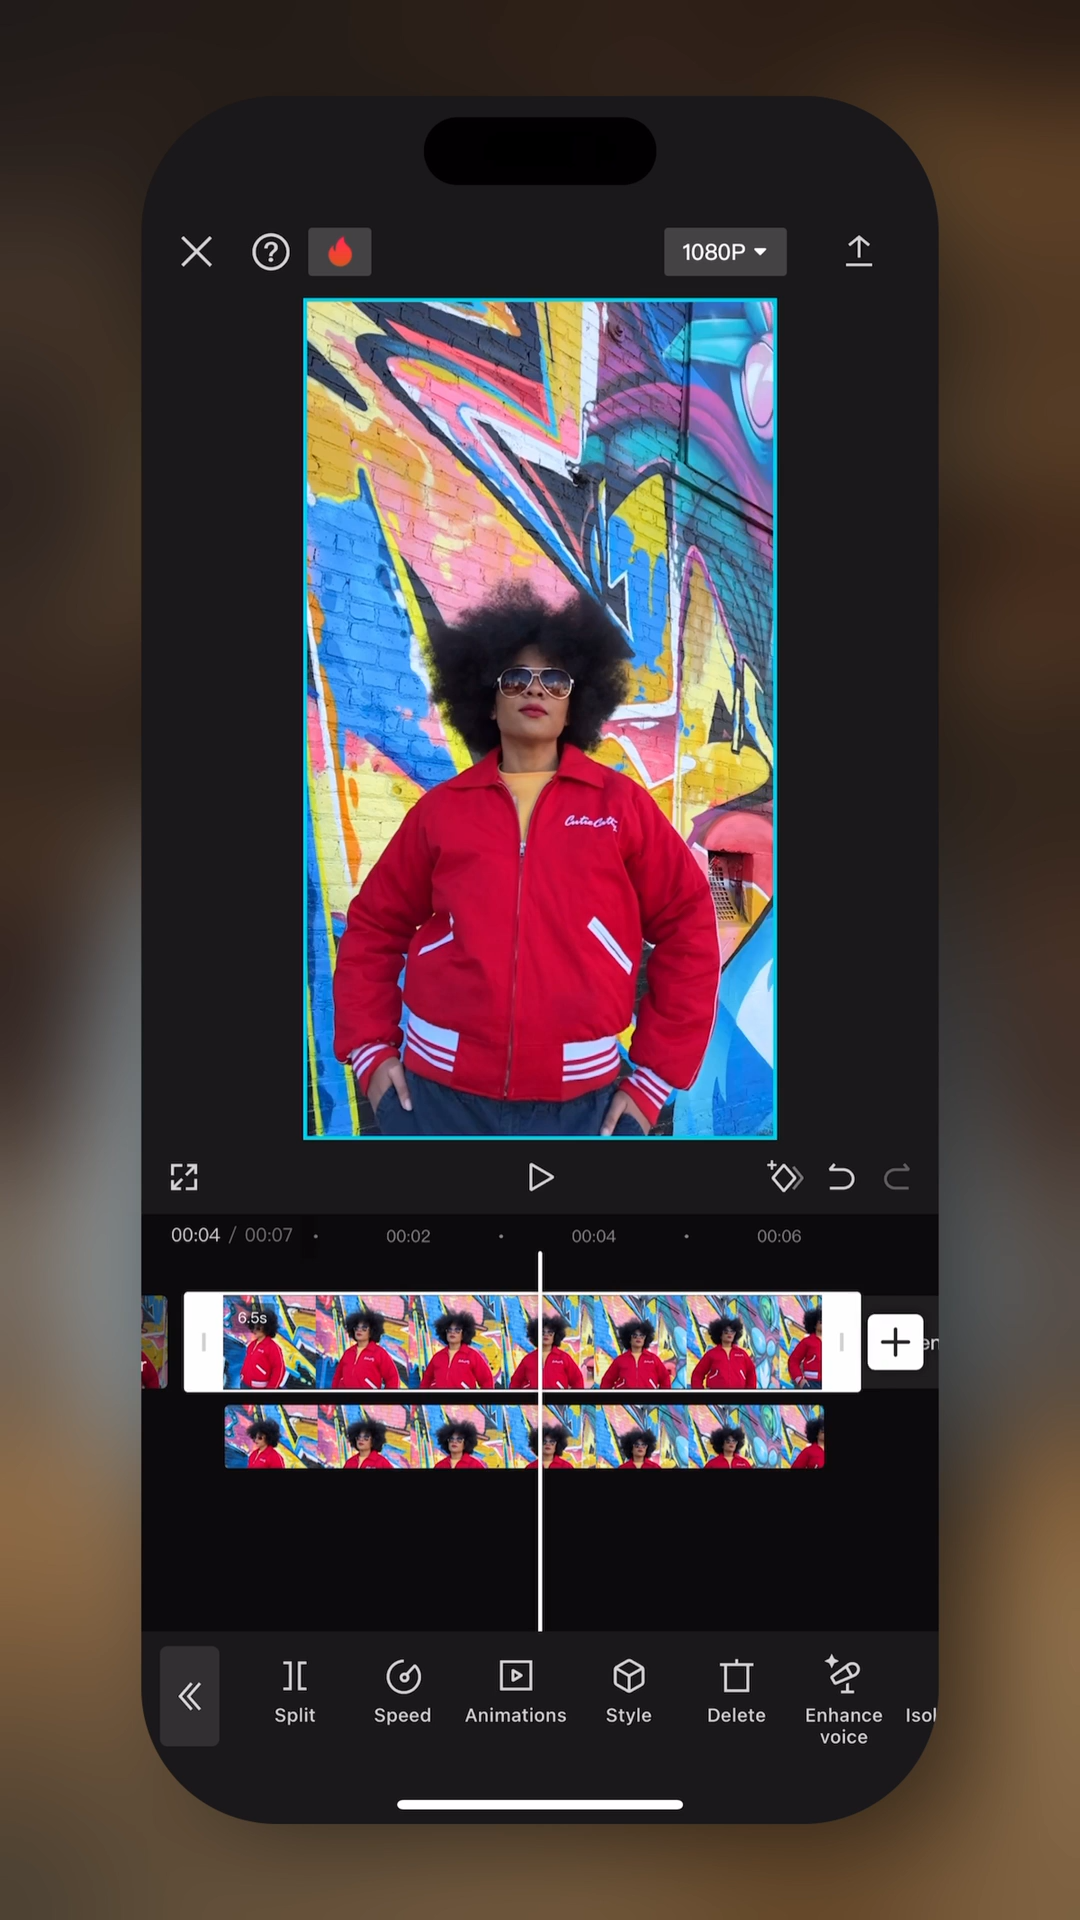 1080P
00:04 / 00:07
00:02
00:04
00:06
6.5s
Split
Speed
Animations
Style
Delete
Enhance
voice
Isol